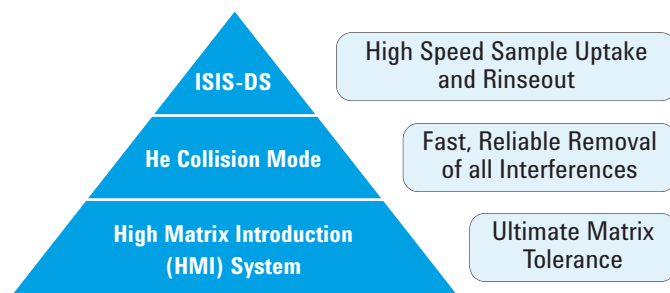 ISIS-DS
High Speed Sample Uptake
and Rinseout
He Collision Mode
Fast, Reliable Removal
of all Interferences
High Matrix Introduction
(HMI) System
Ultimate Matrix
Tolerance